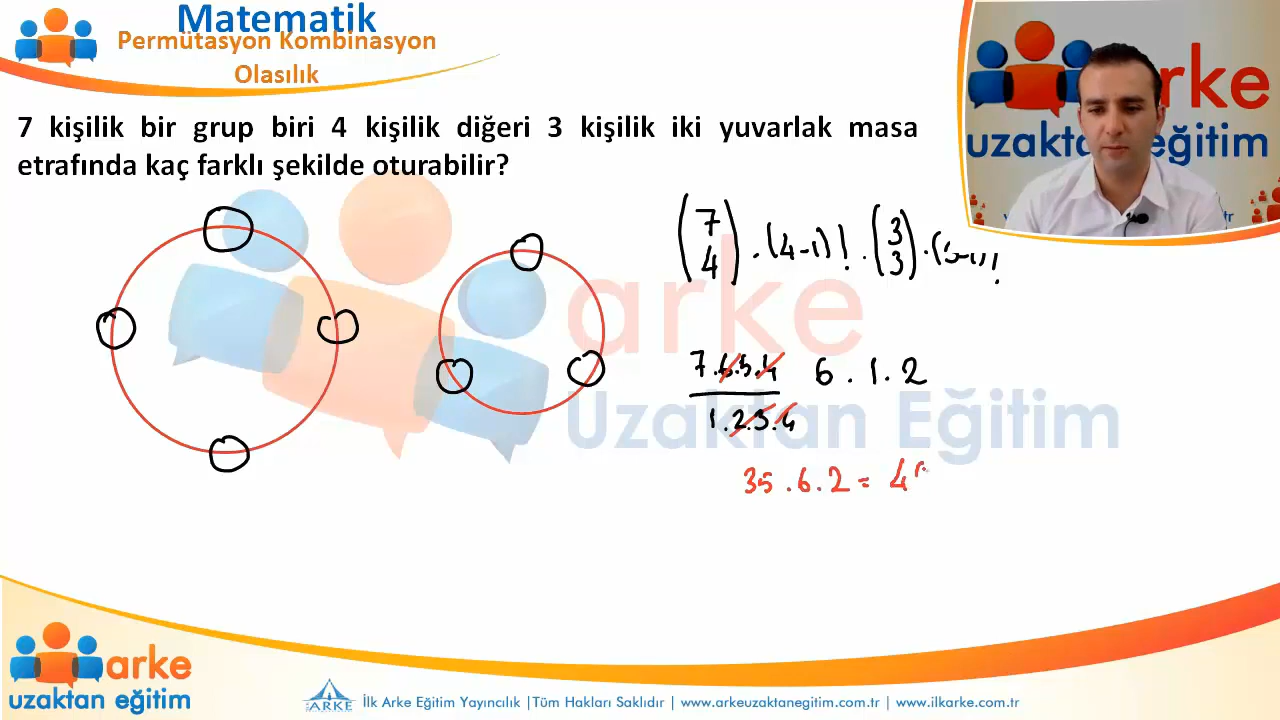 Matematik
Permütasyon Kombinasyon
Olasılık
arke
uzaktan eğitim
7 kişilik bir grup biri 4 kişilik diğeri 3 kişilik iki yuvarlak masa
etrafında kaç farklı şekilde oturabilir?
(7 4) . (4-1)! . (3 3) .
7.6.5.4 6.1.2
1.2.3.4
35.6.2 = 4
arke
Uzaktan Eğitim
arke
uzaktan eğitim
ARKE
İlk Arke Eğitim Yayıncılık |Tüm Hakları Saklıdır | www.arkeuzaktanegitim.com | www.ilkarke.com.tr